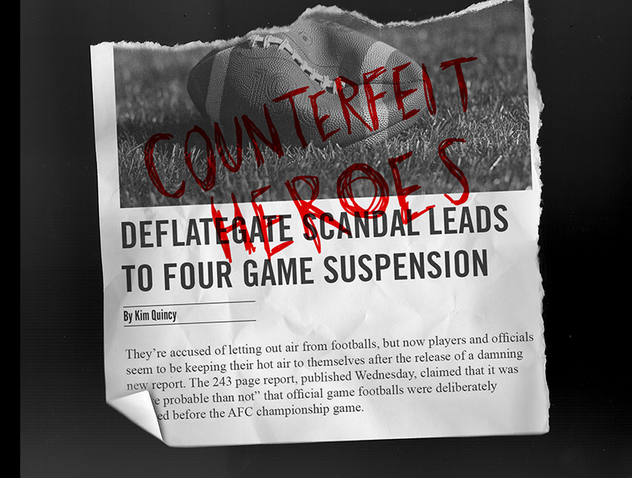 COUNTERFEIT
HEROES
DEFLATEGATE SCANDAL LEADS
TO FOUR GAME SUSPENSION
By Kim Quincy
They're accused of letting out air from footballs, but now players and officials
seem to be keeping their hot air to themselves after the release of a damning
new report. The 243 page report, published Wednesday, claimed that it was
probable than not” that official game footballs were deliberately
before the AFC championship game.